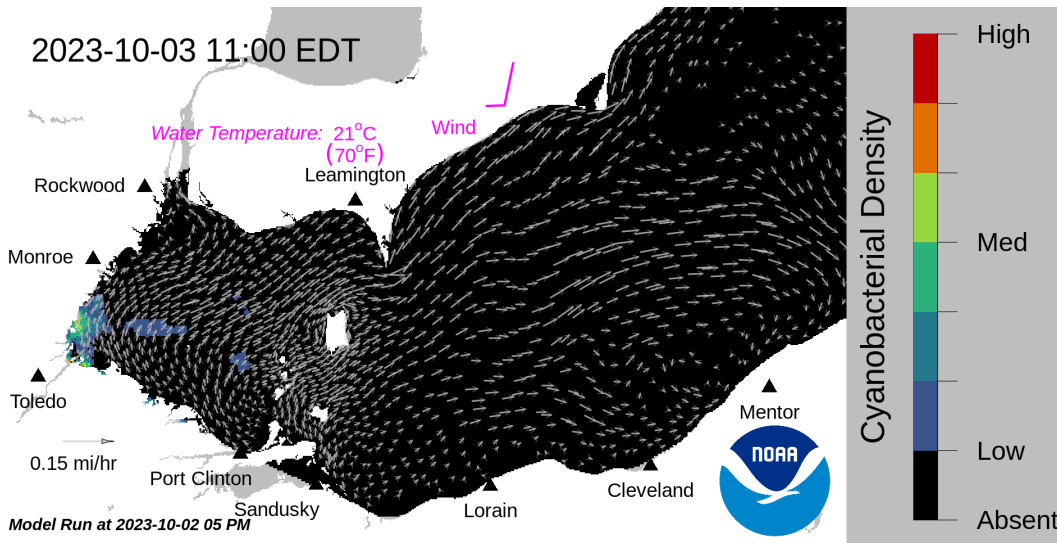 2023-10-03 11:00 EDT
High
Wind
Water Temperature: 21°C
(70°F)
Leamington
Rockwood
Cyanobacterial Density
Monroe
Med
Toledo
Mentor
NOAA
0.15 mi/hr
Low
Port Clinton
Cleveland
Sandusky
Lorain
Model Run at 2023-10-02 05 PM
Absent